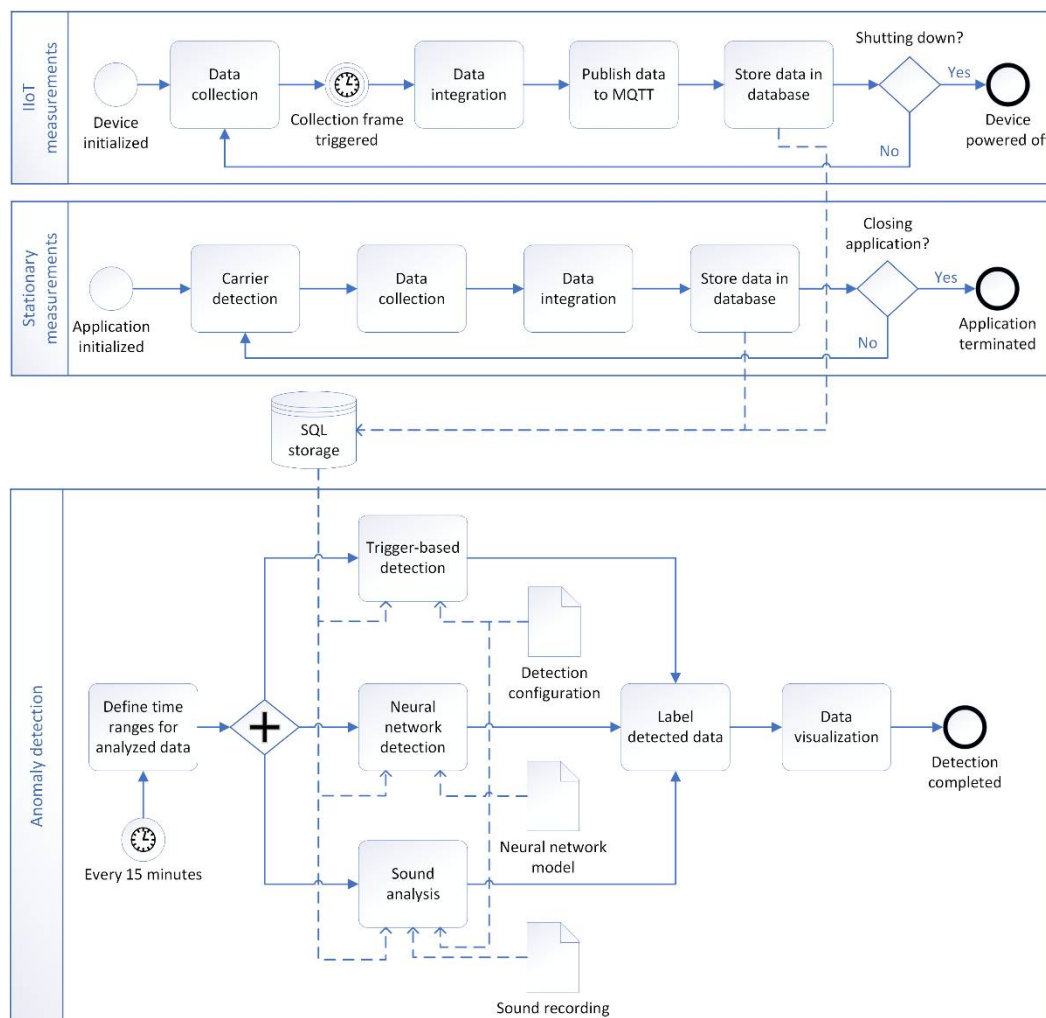 IIoT
measurements
Device
initialized
Data
collection
Collection frame
triggered
Data
integration
Publish data
to MQTT
Store data in
database
Shutting down?
Yes
No
Device
powered of
Stationary
measurements
Application
initialized
Carrier
detection
Data
collection
Data
integration
Store data in
database
Closing
application?
Yes
No
Application
terminated
SQL
storage
Anomaly detection
Every 15 minutes
Define time
ranges for
analyzed data
Trigger-based
detection
Detection
configuration
Neural
network
detection
Neural network
model
Sound
analysis
Sound recording
Label
detected data
Data
visualization
Detection
completed